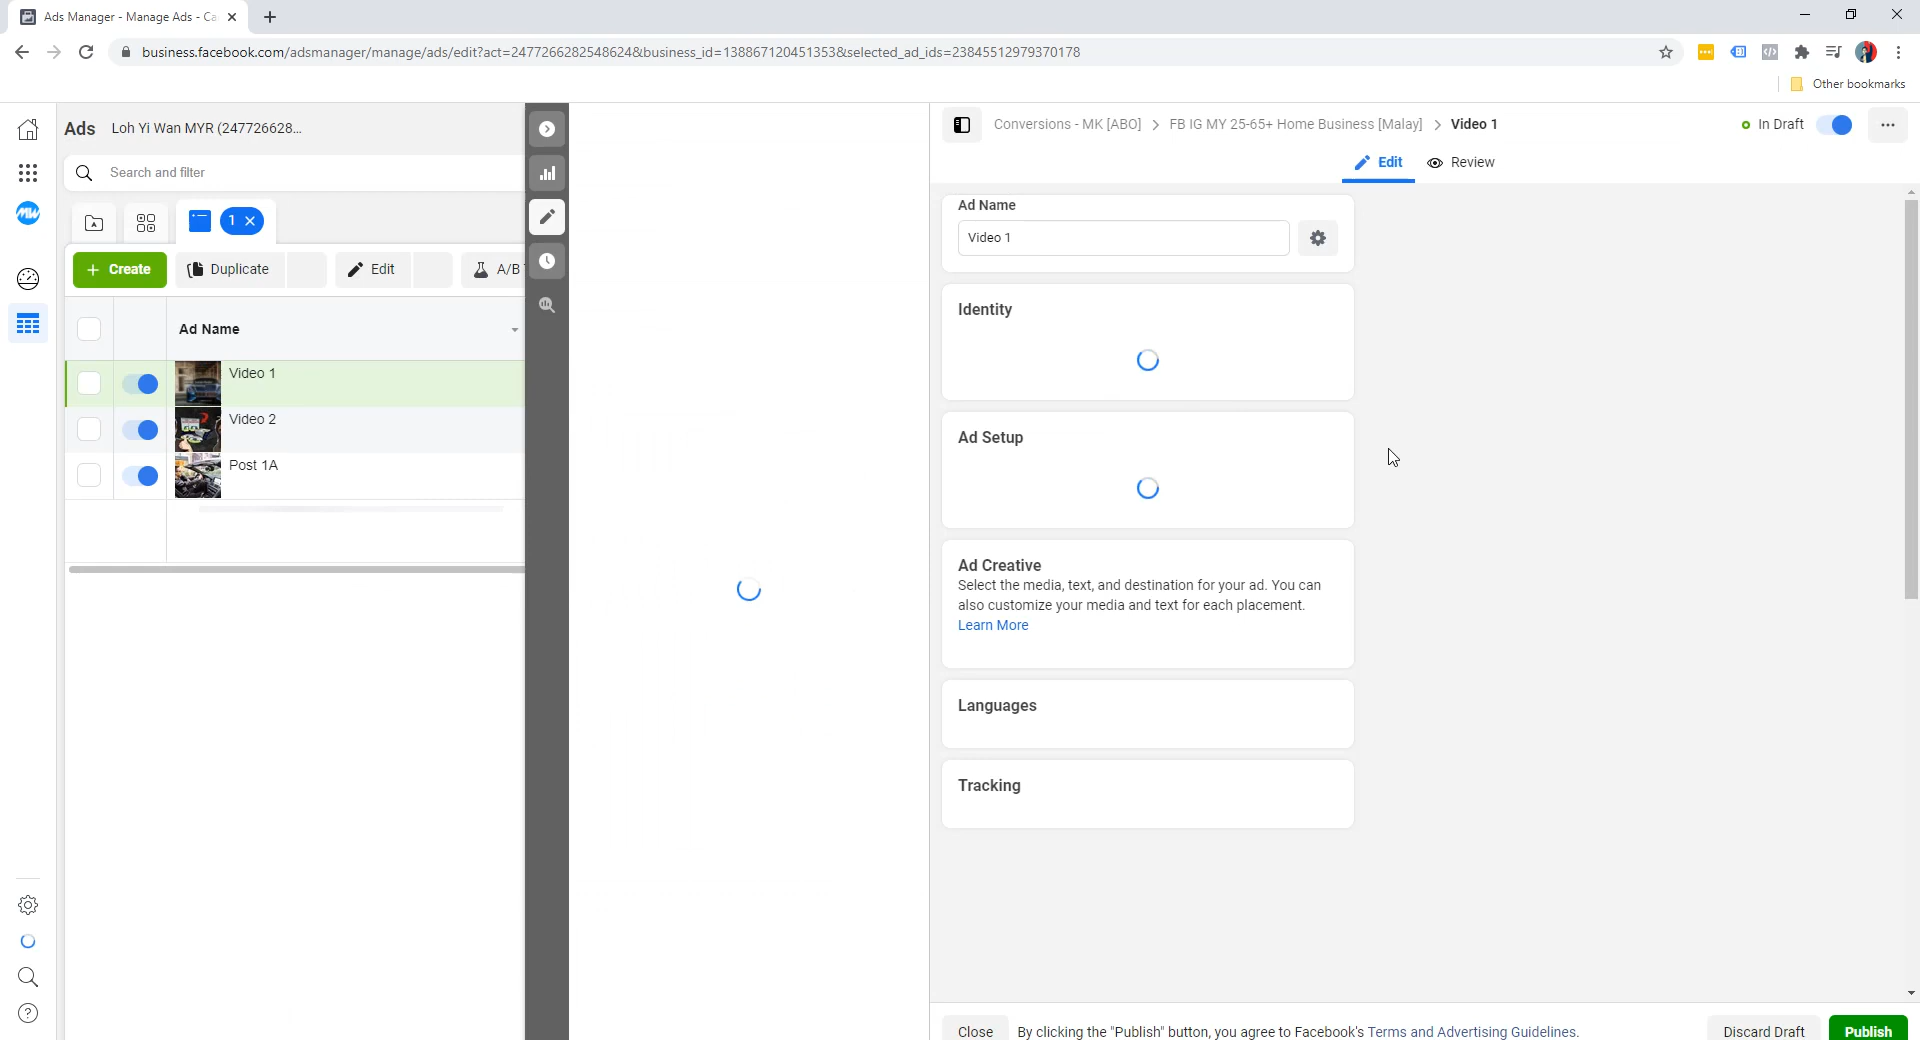 Ads Manager - Manage Ads - Ca
business.facebook.com/adsmanager/manage/ads/edit?act=247726628254862​48&business_id=138867120451353&selected_ad_ids=23845512979370178
Other bookmarks
Ads Loh Yi Wan MYR (247726628...
Conversions - MK [ABO] > FB IG MY 25-65+ Home Business [Malay] > Video 1
In Draft
Edit Review
Search and filter
1
Create Duplicate Edit A/B
Ad Name
Video 1
Video 2
Post 1A
Ad Name
Video 1
Identity
Ad Setup
Ad Creative
Select the media, text, and destination for your ad. You can
also customize your media and text for each placement.
Learn More
Languages
Tracking
Close By clicking the "Publish" button, you agree to Facebook's Terms and Advertising Guidelines. Discard Draft Publish